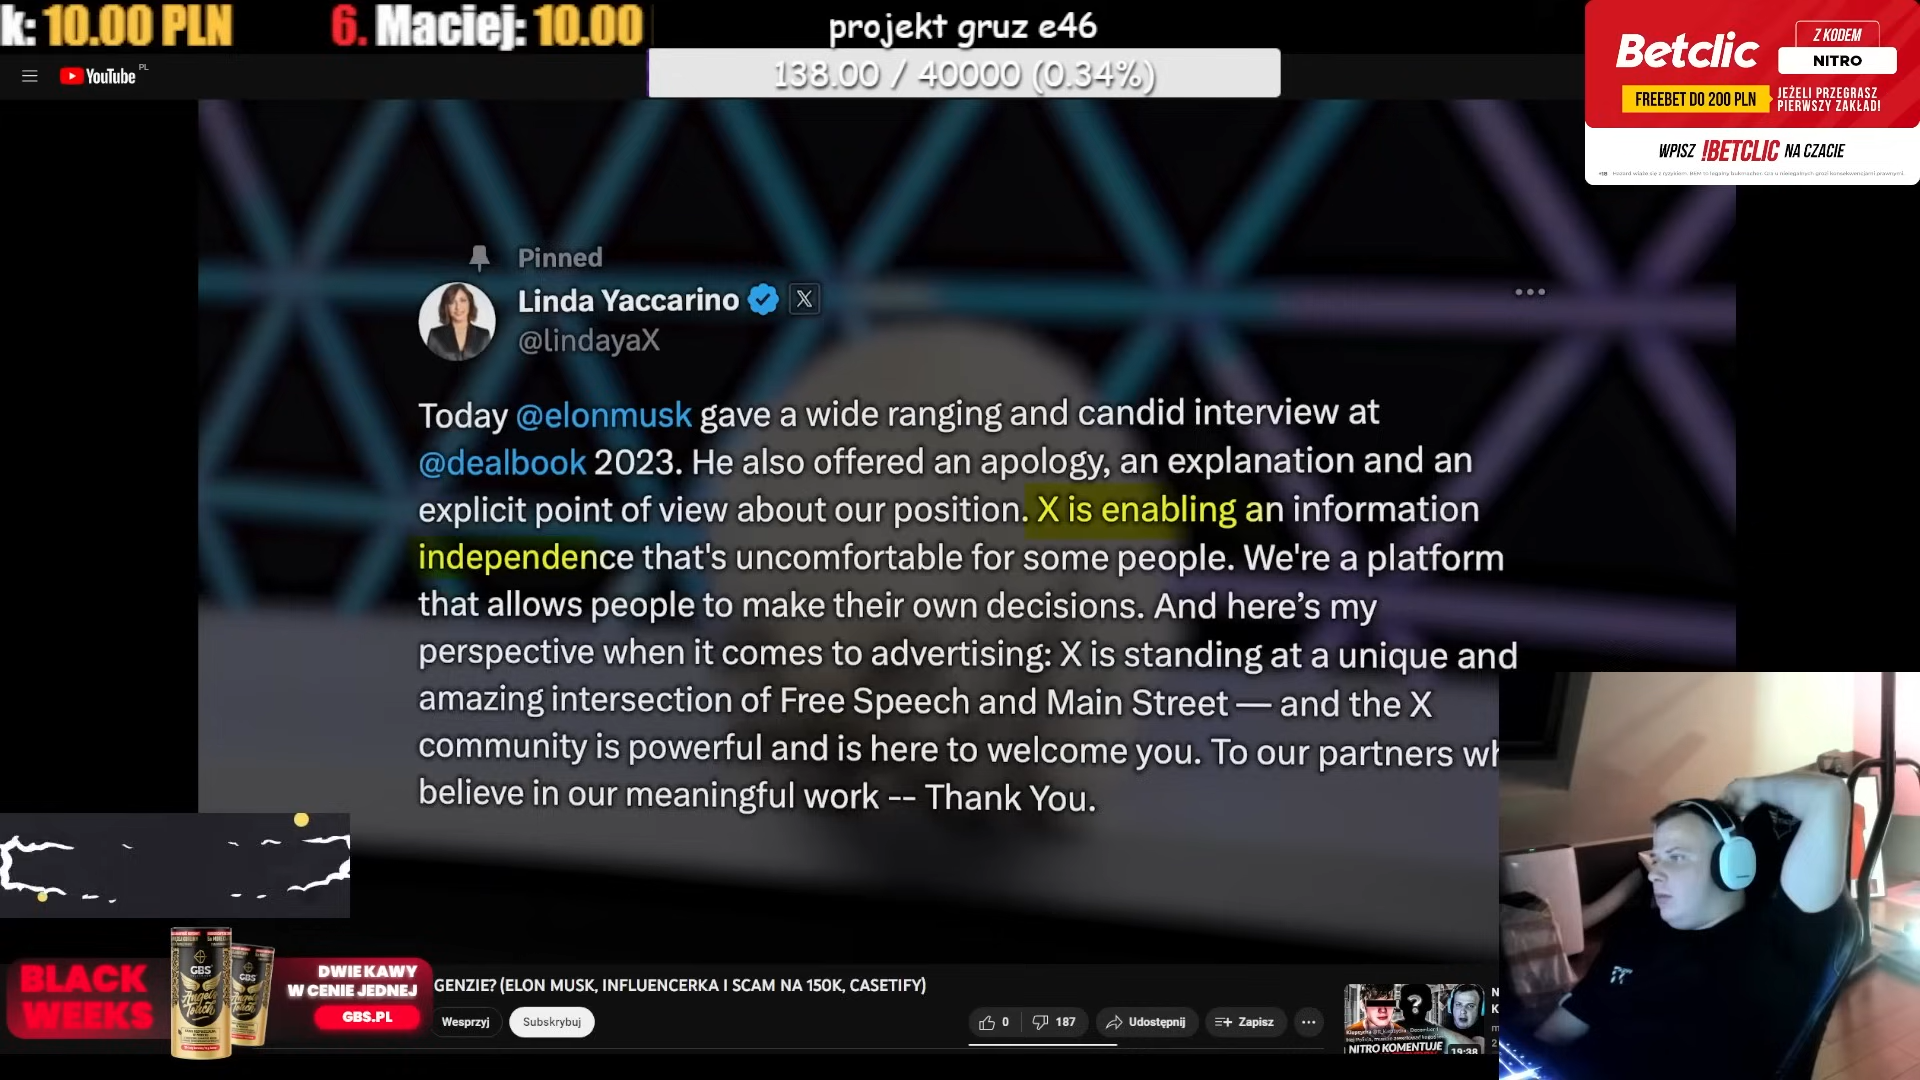 k: 10.00 PLN 6. Maciej: 10.00
projekt gruz e46
138.00 / 40000 (0.34%)
YouTube PL
Betclic
Z KODEM
NITRO
FREEBET DO 200 PLN
JEŻELI PRZEGRASZ
PIERWSZY ZAKŁAD!
WPISZ !BETCLIC NA CZACIE
Pinned
Linda Yaccarino
@lindayaX
Today @elonmusk gave a wide ranging and candid interview at
@dealbook 2023. He also offered an apology, an explanation and an
explicit point of view about our position. X is enabling an information
independence that's uncomfortable for some people. We're a platform
that allows people to make their own decisions. And here’s my
perspective when it comes to advertising: X is standing at a unique and
amazing intersection of Free Speech and Main Street — and the X
community is powerful and is here to welcome you. To our partners wh
believe in our meaningful work -- Thank You.
BLACK
WEEKS
GBS
Angel's
Touch
DWIE KAWY
W CENIE JEDNEJ
GBS.PL
GENZIE? (ELON MUSK, INFLUENCERKA I SCAM NA 150K, CASETIFY)
Wesprzyj
Subskrybuj
0
187
Udostępnij
Zapisz
NITRO KOMENTUJE
19:38
N
K